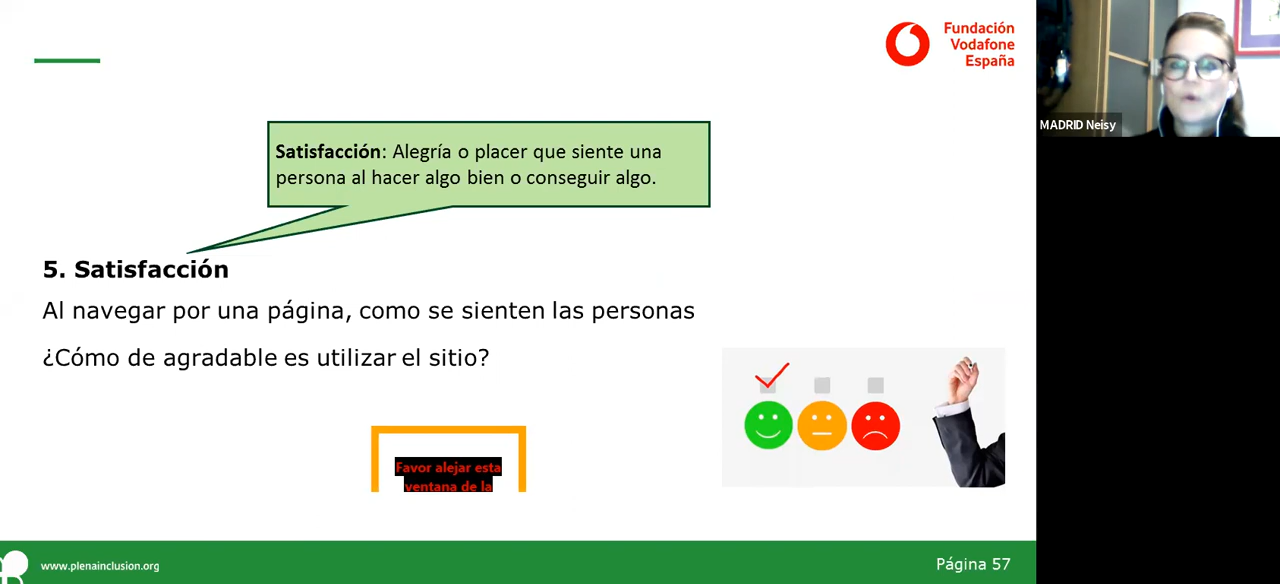 Fundación
Vodafone
España
MADRID Neisy
Satisfacción: Alegría o placer que siente una
persona al hacer algo bien o conseguir algo.
5. Satisfacción
Al navegar por una página, como se sienten las personas
¿Cómo de agradable es utilizar el sitio?
Favor alejar esta
ventana de la
www.plenainclusion.org
Página 57